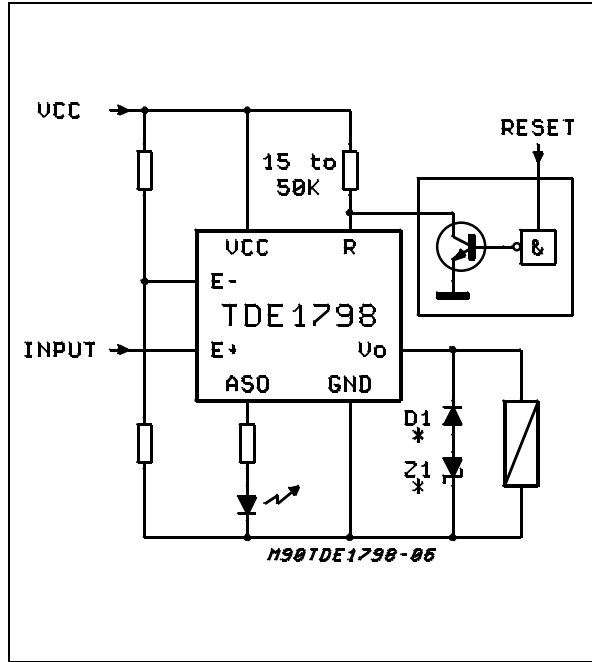 VCC
RESET
15 to
50K
VCC
R
&
E-
TDE1798
INPUT
E+
Vo
ASO
GND
D1
*
Z1
*
M90TDE1798-06